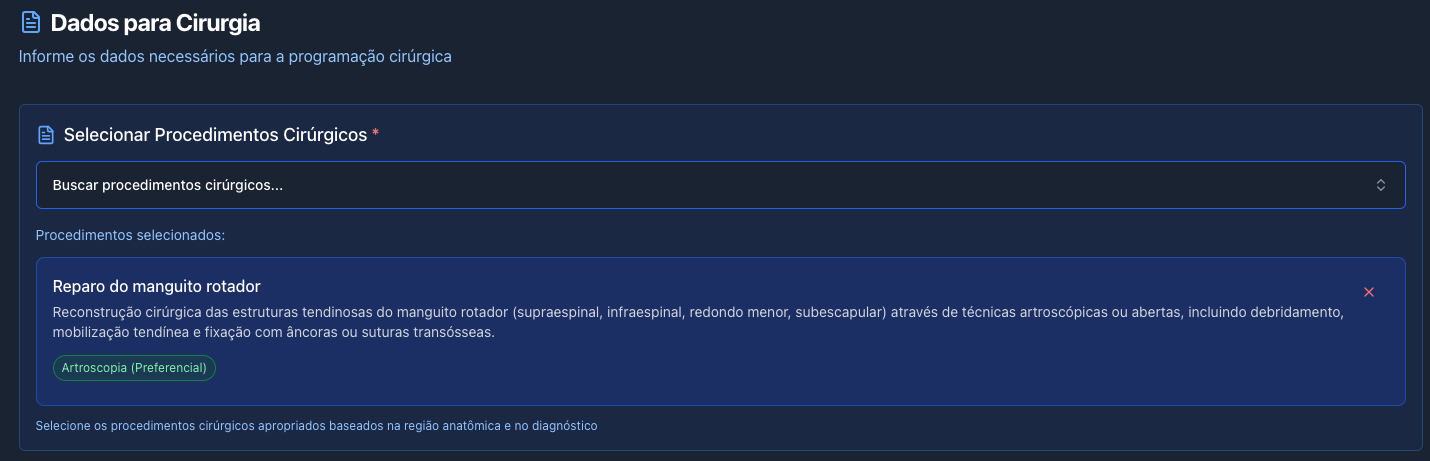 Dados para Cirurgia
Informe os dados necessários para a programação cirúrgica
Selecionar Procedimentos Cirúrgicos *
Buscar procedimentos cirúrgicos...
Procedimentos selecionados:
Reparo do manguito rotador
Reconstrução cirúrgica das estruturas tendinosas do manguito rotador (supraespinal, infraespinal, redondo menor, subescapular) através de técnicas artroscópicas ou abertas, incluindo debridamento,
mobilização tendínea e fixação com âncoras ou suturas transósseas.
Artroscopia (Preferencial)
Selecione os procedimentos cirúrgicos apropriados baseados na região anatômica e no diagnóstico